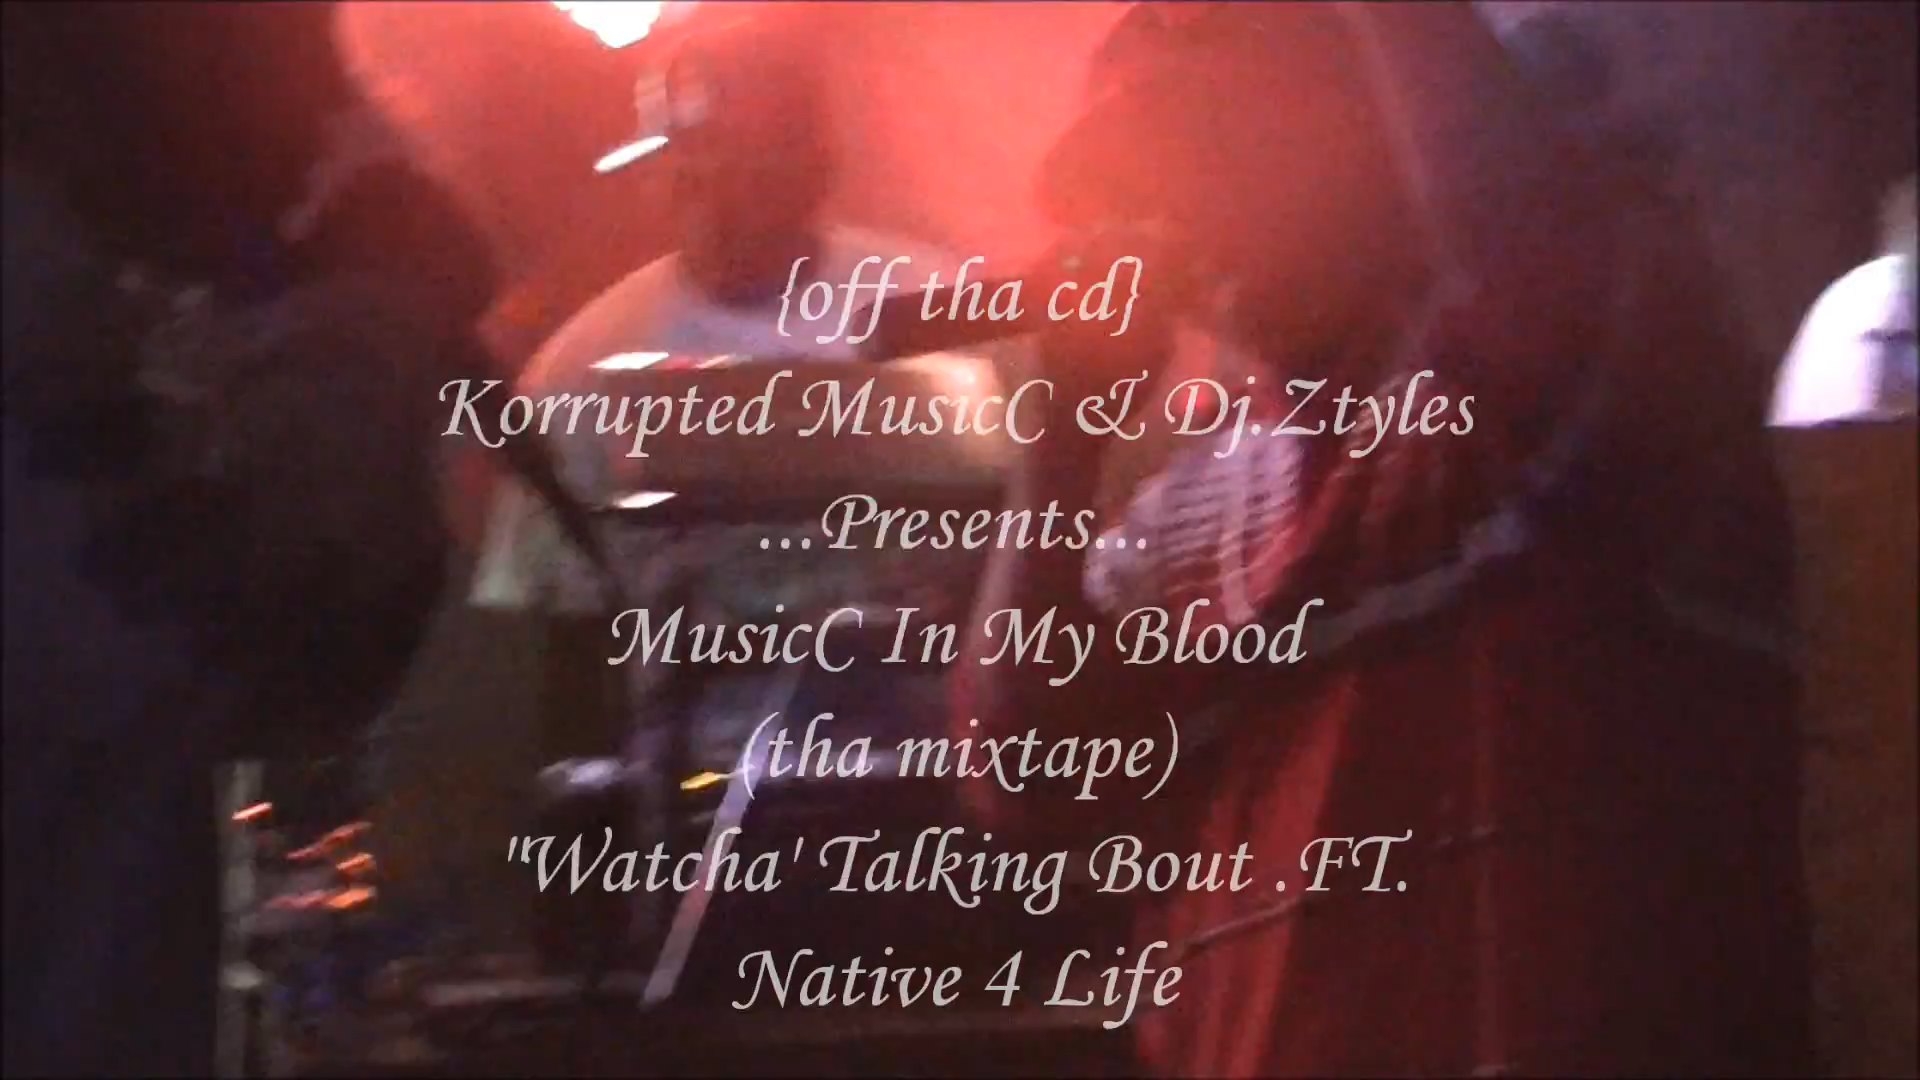 {off tha cd}
Korrupted MusicC & Dj.Ztyles
...Presents...
MusicC In My Blood
(tha mixtape)
"Watcha' Talking Bout .FT.
Native 4 Life